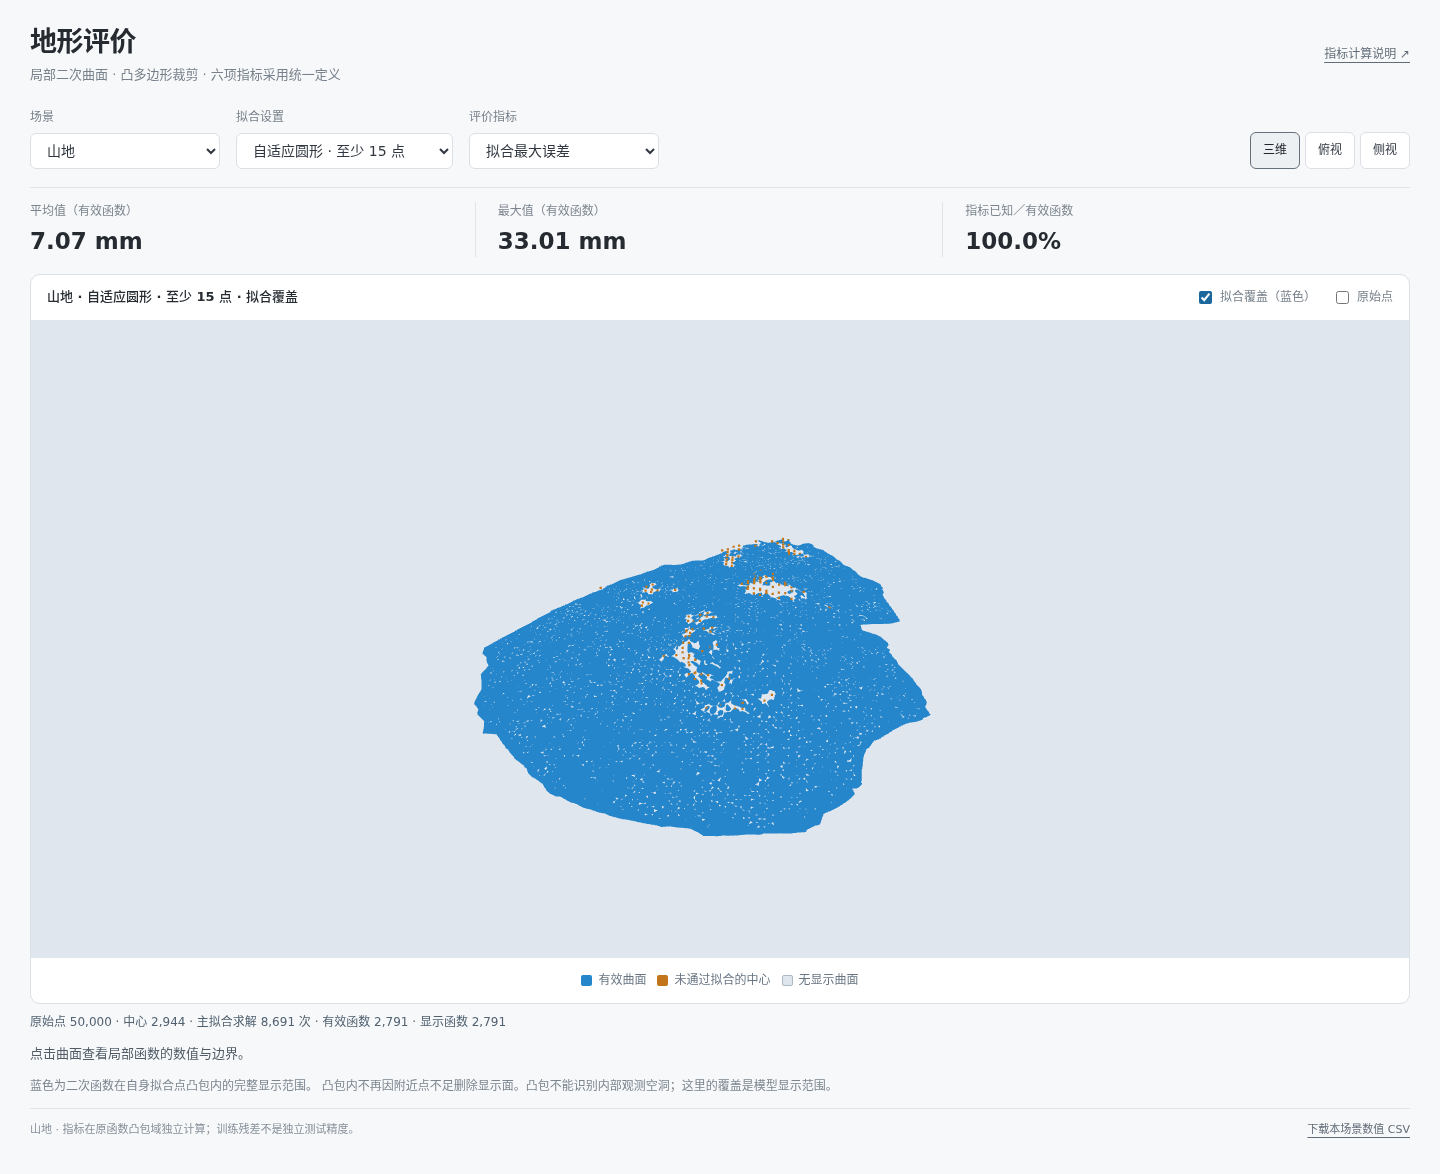 地形评价
局部二次曲面 · 凸多边形裁剪 · 六项指标采用统一定义
指标计算说明 ↗
场景
拟合设置
评价指标
山地
自适应圆形 · 至少 15 点
拟合最大误差
三维
俯视
侧视
平均值（有效函数）
7.07 mm
最大值（有效函数）
33.01 mm
指标已知／有效函数
100.0%
山地 · 自适应圆形 · 至少 15 点 · 拟合覆盖
拟合覆盖（蓝色）
原始点
有效曲面
未通过拟合的中心
无显示曲面
原始点 50,000 · 中心 2,944 · 主拟合求解 8,691 次 · 有效函数 2,791 · 显示函数 2,791
点击曲面查看局部函数的数值与边界。
蓝色为二次函数在自身拟合点凸包内的完整显示范围。 凸包内不再因附近点不足删除显示面。凸包不能识别内部观测空洞；这里的覆盖是模型显示范围。
山地 · 指标在原函数凸包域独立计算；训练残差不是独立测试精度。
下载本场景数值 CSV